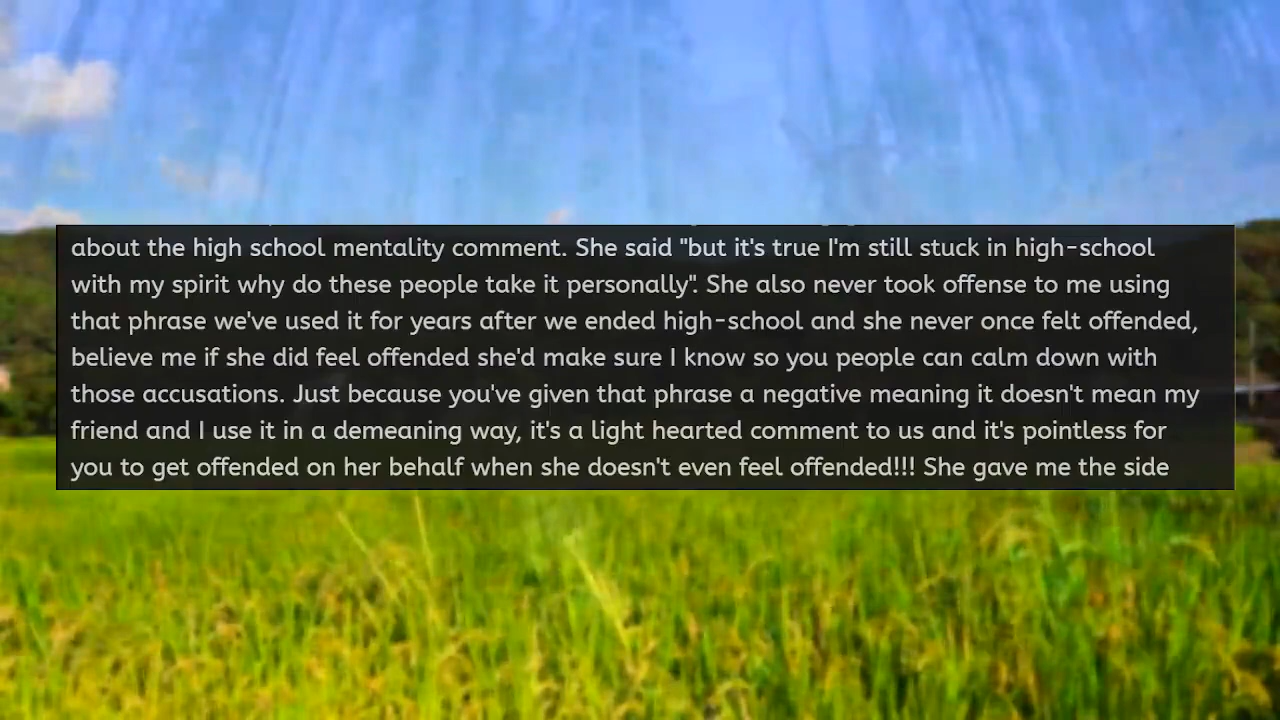 about the high school mentality comment. She said "but it's true I'm still stuck in high-school
with my spirit why do these people take it personally". She also never took offense to me using
that phrase we've used it for years after we ended high-school and she never once felt offended,
believe me if she did feel offended she'd make sure I know so you people can calm down with
those accusations. Just because you've given that phrase a negative meaning it doesn't mean my
friend and I use it in a demeaning way, it's a light hearted comment to us and it's pointless for
you to get offended on her behalf when she doesn't even feel offended!!! She gave me the side